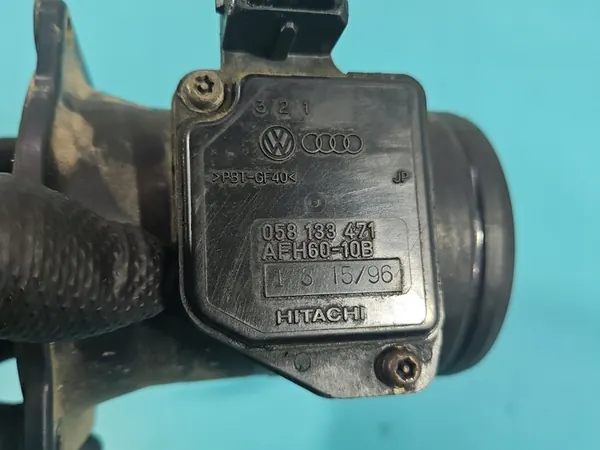 3 2 1
>PBT-GF40<
JP
058 133 471
AFH60-10B
15/96
HITACHI